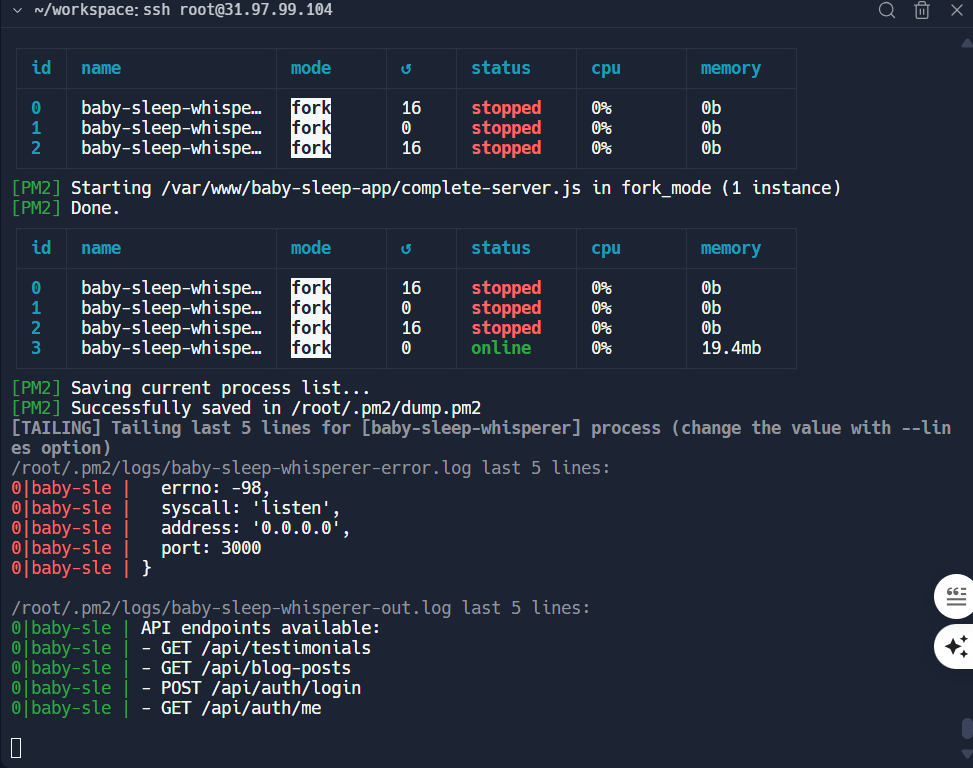 ~/workspace: ssh root@31.97.99.104
id name mode ↺ status cpu memory
0 baby-sleep-whispe… fork 16 stopped 0% 0b
1 baby-sleep-whispe… fork 0 stopped 0% 0b
2 baby-sleep-whispe… fork 16 stopped 0% 0b
[PM2] Starting /var/www/baby-sleep-app/complete-server.js in fork_mode (1 instance)
[PM2] Done.
id name mode ↺ status cpu memory
0 baby-sleep-whispe… fork 16 stopped 0% 0b
1 baby-sleep-whispe… fork 0 stopped 0% 0b
2 baby-sleep-whispe… fork 16 stopped 0% 0b
3 baby-sleep-whispe… fork 0 online 0% 19.4mb
[PM2] Saving current process list...
[PM2] Successfully saved in /root/.pm2/dump.pm2
[TAILING] Tailing last 5 lines for [baby-sleep-whisperer] process (change the value with --lin
es option)
/root/.pm2/logs/baby-sleep-whisperer-error.log last 5 lines:
0|baby-sle |   errno: -98,
0|baby-sle |   syscall: 'listen',
0|baby-sle |   address: '0.0.0.0',
0|baby-sle |   port: 3000
0|baby-sle | }
/root/.pm2/logs/baby-sleep-whisperer-out.log last 5 lines:
0|baby-sle | API endpoints available:
0|baby-sle | - GET /api/testimonials
0|baby-sle | - GET /api/blog-posts
0|baby-sle | - POST /api/auth/login
0|baby-sle | - GET /api/auth/me